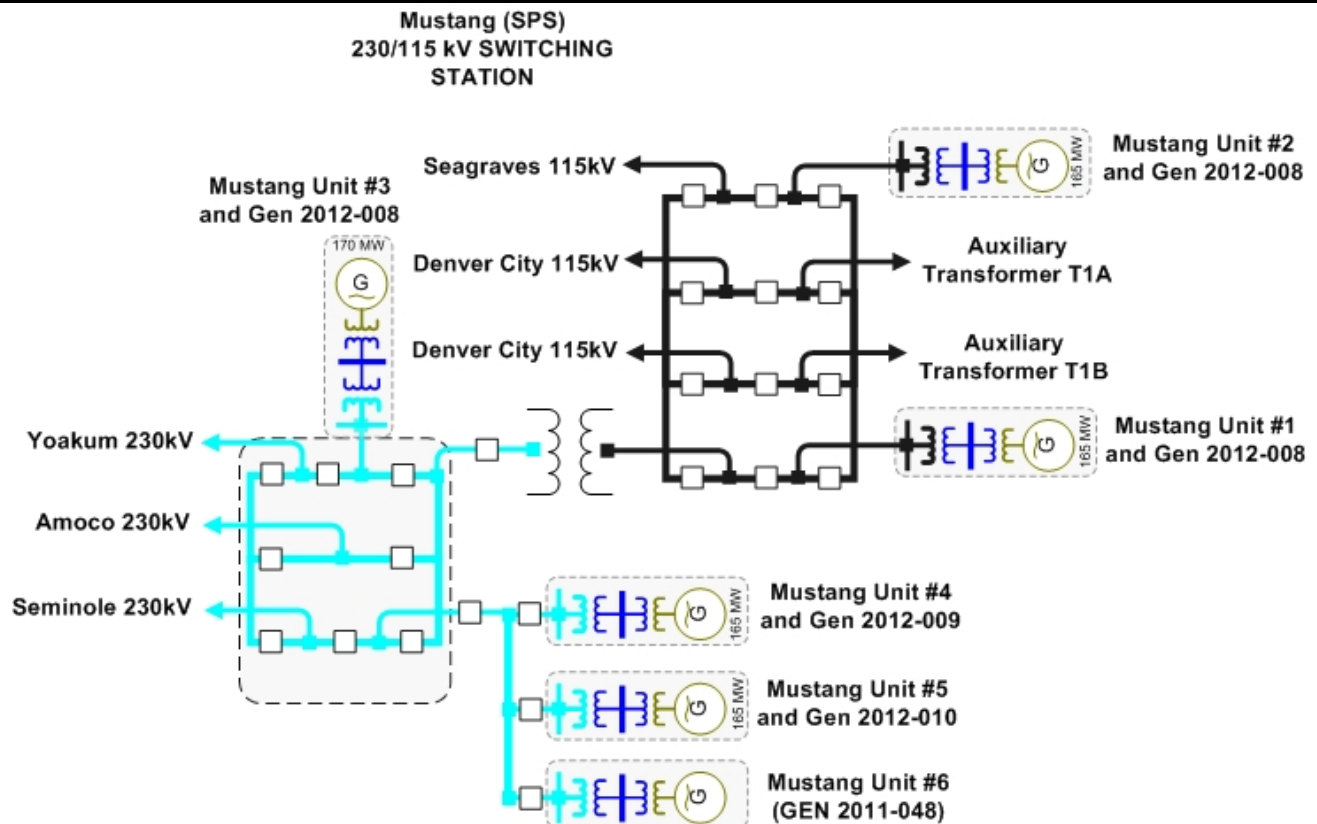 Mustang (SPS)
230/115 kV SWITCHING
STATION
Mustang Unit #2
and Gen 2012-008
165 MW
G
Seagraves 115kV
Mustang Unit #3
and Gen 2012-008
170 MW
G
Denver City 115kV
Auxiliary
Transformer T1A
Denver City 115kV
Auxiliary
Transformer T1B
Mustang Unit #1
and Gen 2012-008
165 MW
G
Yoakum 230kV
Amoco 230kV
Seminole 230kV
Mustang Unit #4
and Gen 2012-009
165 MW
G
Mustang Unit #5
and Gen 2012-010
165 MW
G
Mustang Unit #6
(GEN 2011-048)
G